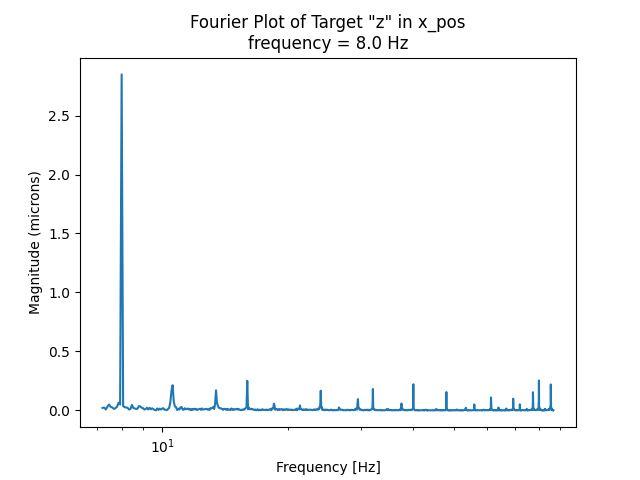 Fourier Plot of Target "z" in x_pos
frequency = 8.0 Hz
Magnitude (microns)
2.5
2.0
1.5
1.0
0.5
0.0
10¹
Frequency [Hz]